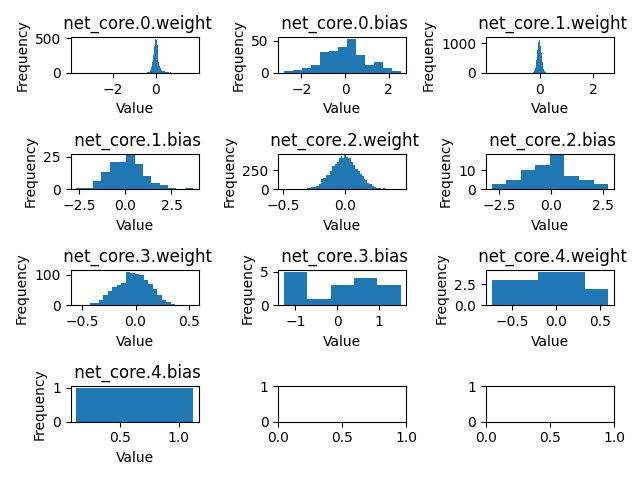 net_core.0.weight net_core.0.bias net_core.1.weight
Frequency
500
0
−2 0
Value
Frequency
50
0
−2 0 2
Value
Frequency
1000
0
0 2
Value
net_core.1.bias net_core.2.weight net_core.2.bias
Frequency
25
0
−2.5 0.0 2.5
Value
Frequency
250
0
−0.5 0.0
Value
Frequency
10
0
−2.5 0.0 2.5
Value
net_core.3.weight net_core.3.bias net_core.4.weight
Frequency
100
0
−0.5 0.0 0.5
Value
Frequency
5
0
−1 0 1
Value
Frequency
2.5
0.0
−0.5 0.0 0.5
Value
net_core.4.bias
Frequency
1
0
0.5 1.0
Value
1
0
0.0 0.5 1.0
1
0
0.0 0.5 1.0